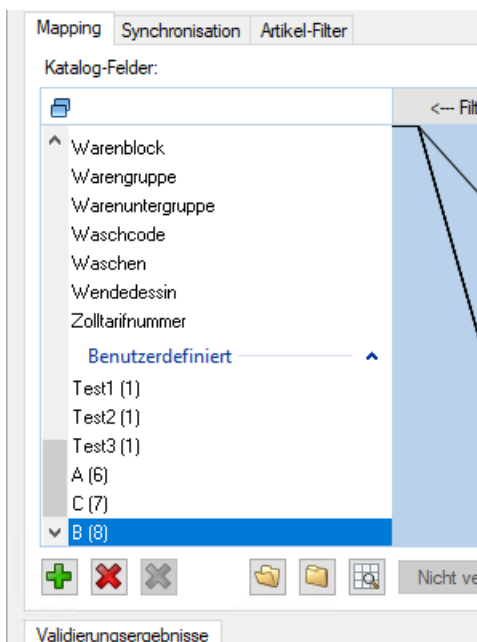 Mapping Synchronisation Artikel-Filter
Katalog-Felder:
<--- Filt
Warenblock
Warengruppe
Warenuntergruppe
Waschcode
Waschen
Wendedessin
Zolltarifnummer
Benutzerdefiniert
Test1 (1)
Test2 (1)
Test3 (1)
A (6)
C (7)
B (8)
Nicht ve
Validierungsergebnisse